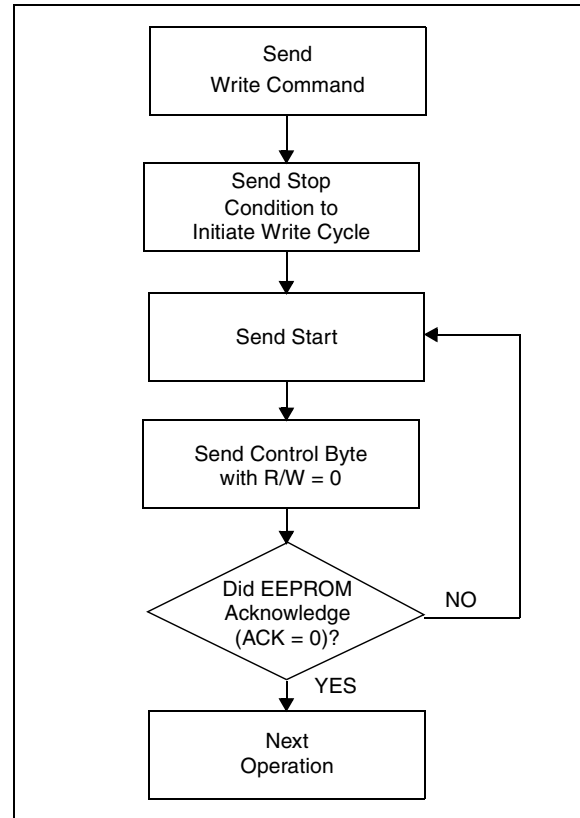 Send
Write Command
Send Stop
Condition to
Initiate Write Cycle
Send Start
Send Control Byte
with R/W = 0
Did EEPROM
Acknowledge
(ACK = 0)?
NO
YES
Next
Operation